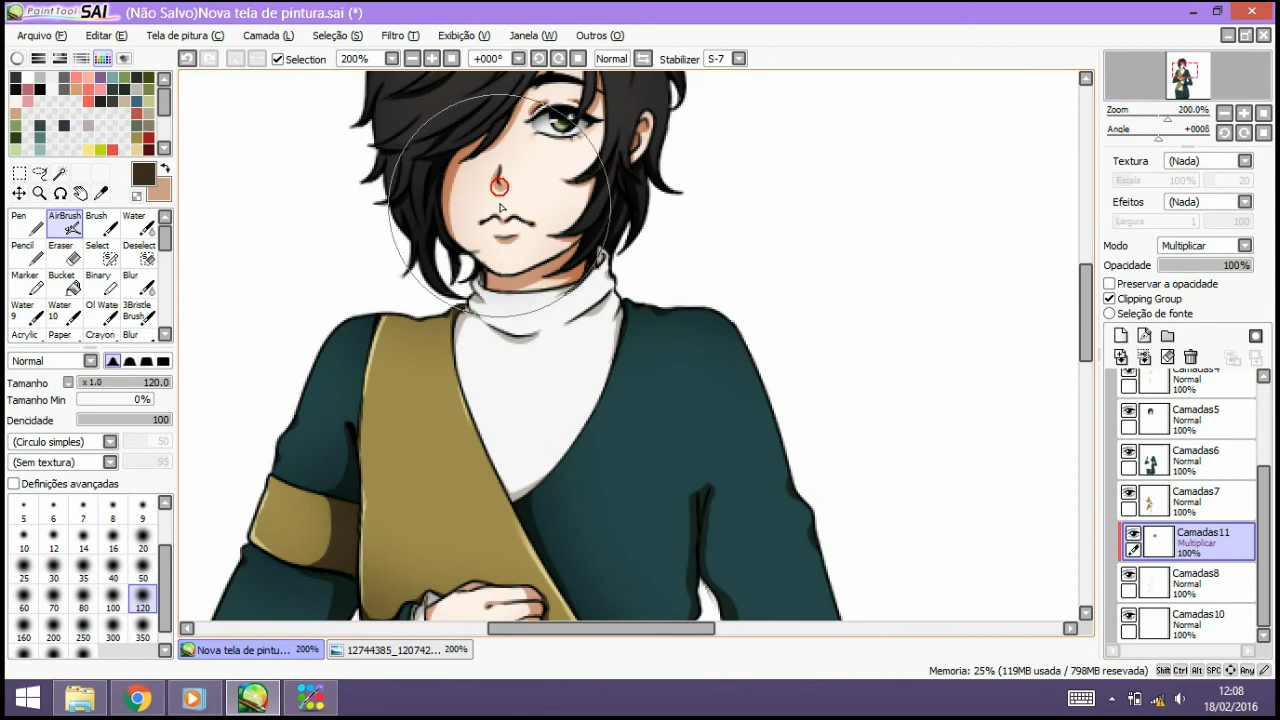 PaintTool SAI (Não Salvo)Nova tela de pintura.sai (*)
Arquivo (F) Editar (E) Tela de pitura (C) Camada (L) Seleção (S) Filtro (T) Exibição (V) Janela (W) Outros (O)
Selection 200% +000° Normal Stabilizer S-7
Zoom 200.0%
Angle +000ß
Textura (Nada)
Escala 100% 20
Efeitos (Nada)
Largura 1 100
Modo Multiplicar
Opacidade 100%
Preservar a opacidade
Clipping Group
Seleção de fonte
Pen AirBrush Brush Water
Pencil Eraser Select Deselect
Marker Bucket Binary Blur
Water 9 Water 10 Ol Wate 3Bristle Brush
Acrylic Paper Crayon Blur
Normal
Tamanho x 1.0 120.0
Tamanho Min 0%
Dencidade 100
(Circulo simples) 50
(Sem textura) 95
Definições avançadas
5 6 7 8 9
10 12 14 16 20
25 30 35 40 50
60 70 80 100 120
160 200 250 300 350
Camadas4
Normal
100%
Camadas5
Normal
100%
Camadas6
Normal
100%
Camadas7
Normal
100%
Camadas11
Multiplicar
100%
Camadas8
Normal
100%
Camadas10
Normal
100%
Nova tela de pintu... 200% 12744385_120742... 200%
Memoria: 25% (119MB usada / 798MB resevada) Shift Ctrl Alt SPC Any
12:08
18/02/2016